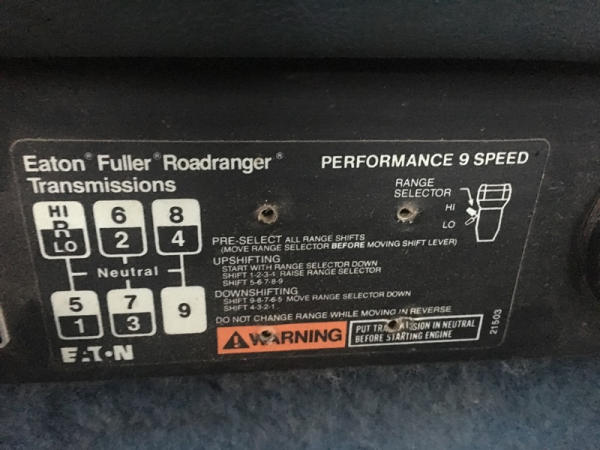 Eaton® Fuller® Roadranger®
Transmissions
PERFORMANCE 9 SPEED
HI
R
LO
6
2
8
4
Neutral
5
1
7
3
9
RANGE
SELECTOR
HI
LO
PRE-SELECT ALL RANGE SHIFTS
(MOVE RANGE SELECTOR BEFORE MOVING SHIFT LEVER)
UPSHIFTING
START WITH RANGE SELECTOR DOWN
SHIFT 1-2-3-4, RAISE RANGE SELECTOR
SHIFT 5-6-7-8-9
DOWNSHIFTING
SHIFT 9-8-7-6-5 MOVE RANGE SELECTOR DOWN
SHIFT 4-3-2-1
DO NOT CHANGE RANGE WHILE MOVING IN REVERSE
WARNING
PUT TRANSMISSION IN NEUTRAL
BEFORE STARTING ENGINE
EATON
21503